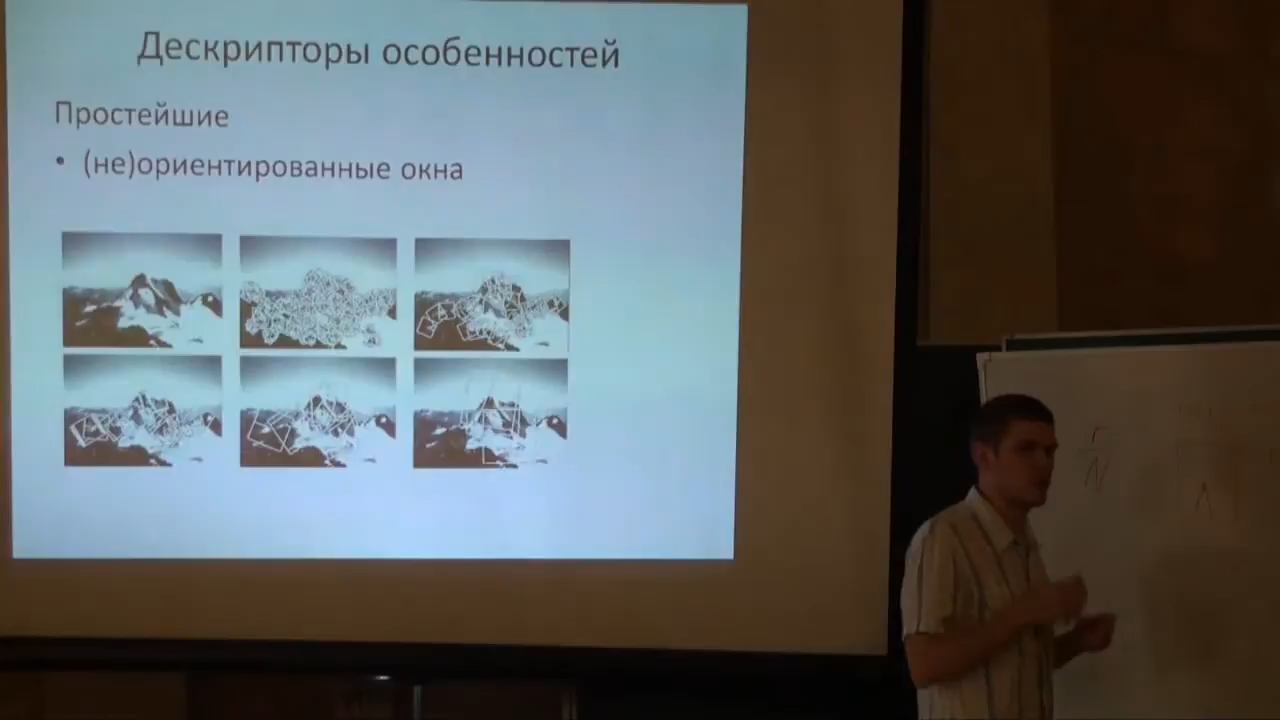 Дескрипторы особенностей
Простейшие
• (не)ориентированные окна